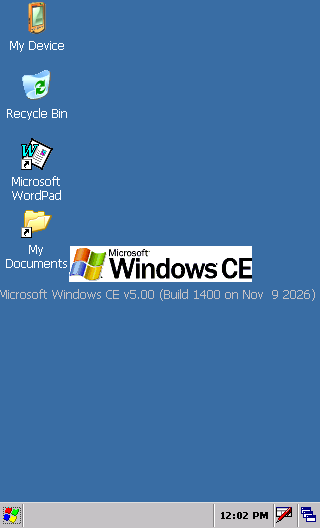 My Device
Recycle Bin
Microsoft
WordPad
My
Documents
Microsoft
Windows CE
Microsoft Windows CE v5.00 (Build 1400 on Nov  9 2026)
12:02 PM